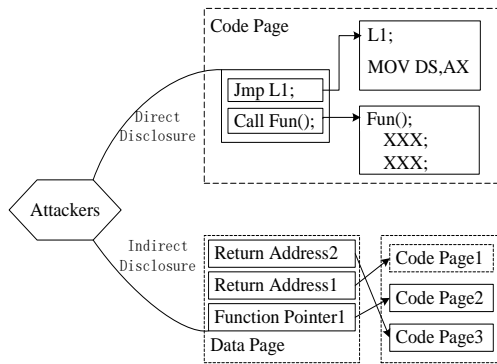 Code Page
L1;
MOV DS,AX
Jmp L1;
Call Fun();
Fun();
XXX;
XXX;
Direct
Disclosure
Attackers
Indirect
Disclosure
Return Address2
Return Address1
Function Pointer1
Data Page
Code Page1
Code Page2
Code Page3